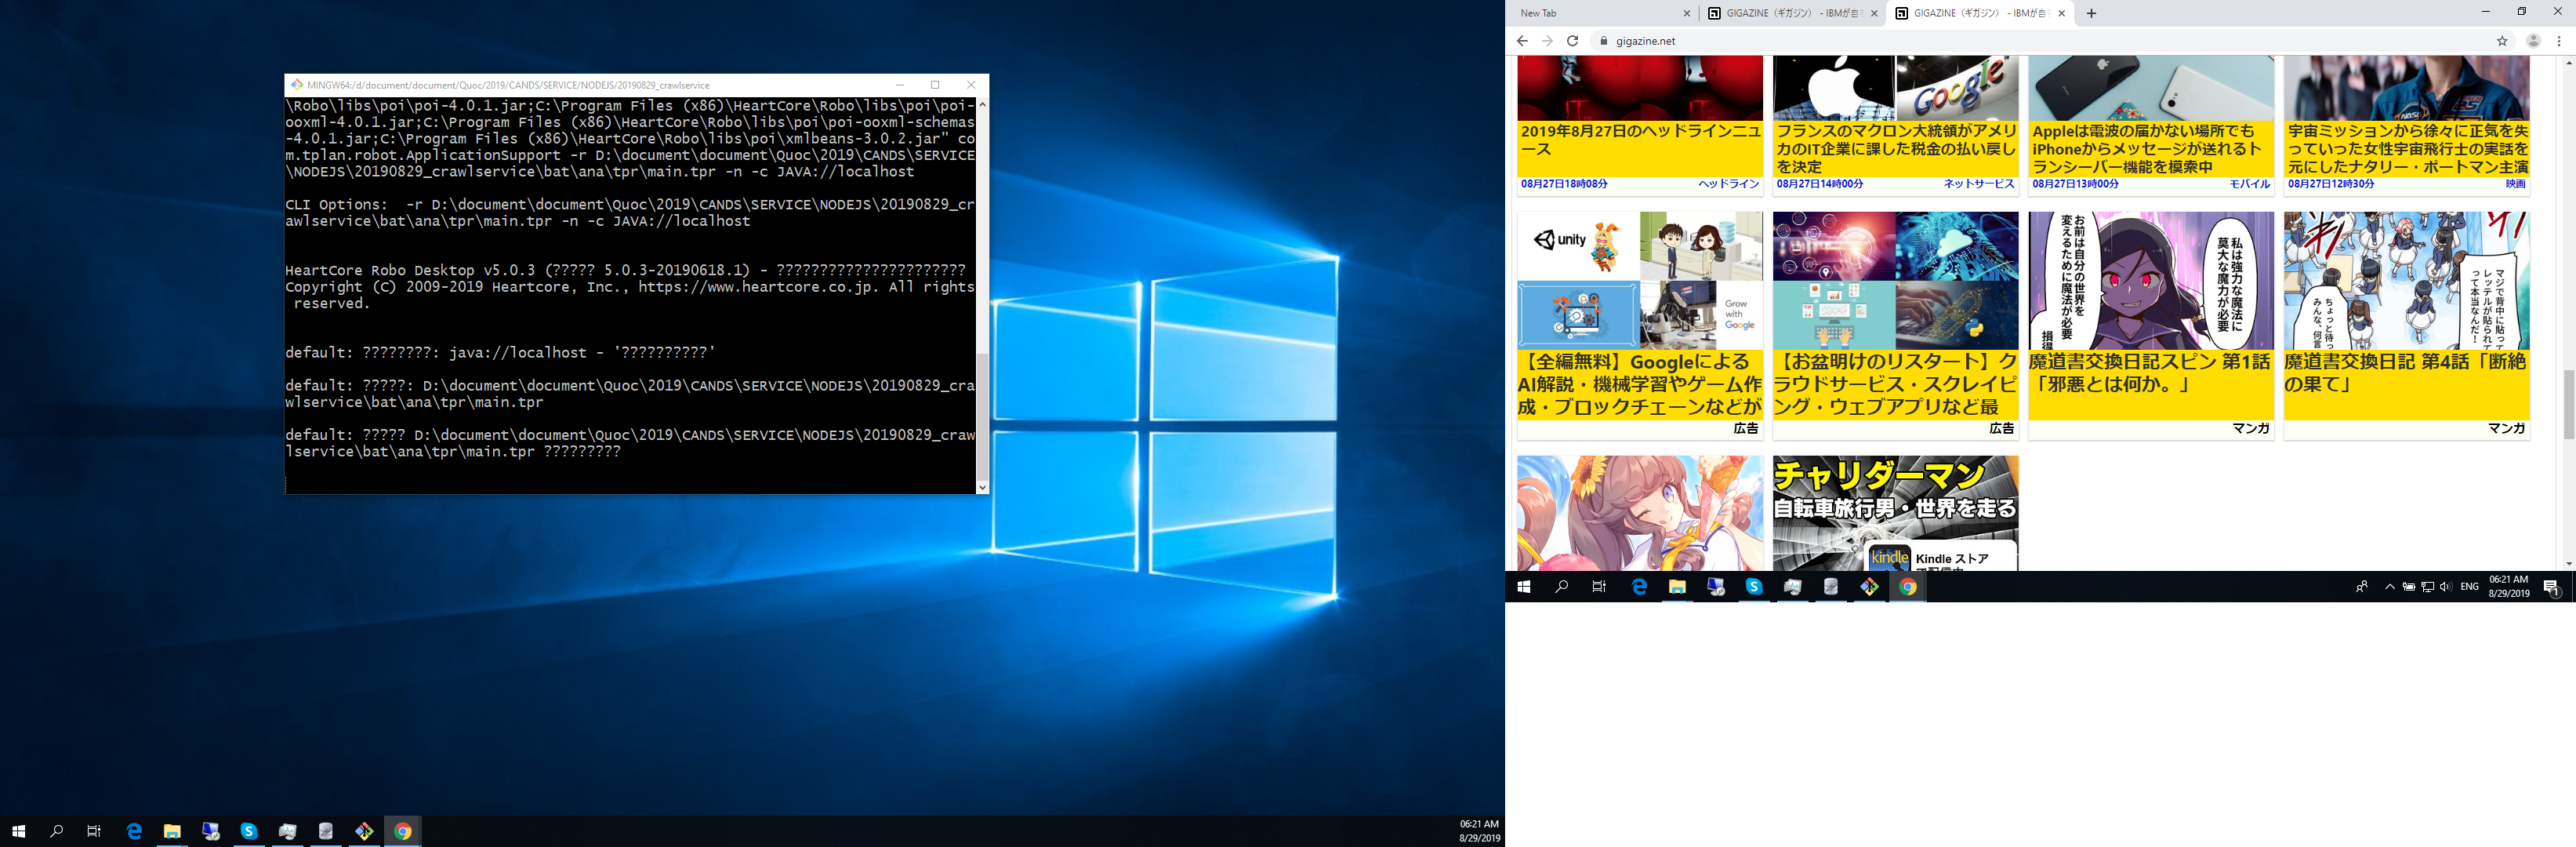 MINGW64:/d/document/document/Quoc/2019/CANDS/SERVICE/NODEJS/20190829_crawlservice
\Robo\libs\poi\poi-4.0.1.jar;C:\Program Files (x86)\HeartCore\Robo\libs\poi\poi-
ooxml-4.0.1.jar;C:\Program Files (x86)\HeartCore\Robo\libs\poi\poi-ooxml-schemas
-4.0.1.jar;C:\Program Files (x86)\HeartCore\Robo\libs\poi\xmlbeans-3.0.2.jar" co
m.tplan.robot.ApplicationSupport -r D:\document\document\Quoc\2019\CANDS\SERVICE
\NODEJS\20190829_crawlservice\bat\ana\tpr\main.tpr -n -c JAVA://localhost
CLI Options:  -r D:\document\document\Quoc\2019\CANDS\SERVICE\NODEJS\20190829_cr
awlservice\bat\ana\tpr\main.tpr -n -c JAVA://localhost
HeartCore Robo Desktop v5.0.3 (????? 5.0.3-20190618.1) - ??????????????????????
Copyright (C) 2009-2019 Heartcore, Inc., https://www.heartcore.co.jp. All rights
reserved.
default: ????????: java://localhost - '??????????'
default: ?????: D:\document\document\Quoc\2019\CANDS\SERVICE\NODEJS\20190829_cra
wlservice\bat\ana\tpr\main.tpr
default: ????? D:\document\document\Quoc\2019\CANDS\SERVICE\NODEJS\20190829_craw
lservice\bat\ana\tpr\main.tpr ?????????
06:21 AM
8/29/2019
New Tab
GIGAZINE（ギガジン） - IBMが自
GIGAZINE（ギガジン） - IBMが自
gigazine.net
Google
2019年8月27日のヘッドラインニュ
ース
08月27日18時08分 ヘッドライン
フランスのマクロン大統領がアメリ
カのIT企業に課した税金の払い戻し
を決定
08月27日14時00分 ネットサービス
Appleは電波の届かない場所でも
iPhoneからメッセージが送れるト
ランシーバー機能を模索中
08月27日13時00分 モバイル
宇宙ミッションから徐々に正気を失
っていった女性宇宙飛行士の実話を
元にしたナタリー・ポートマン主演
08月27日12時30分 映画
unity
Grow
with
Google
【全編無料】Googleによる
AI解説・機械学習やゲーム作
成・ブロックチェーンなどが
広告
【お盆明けのリスタート】ク
ラウドサービス・スクレイピ
ング・ウェブアプリなど最
広告
私は強力な魔法に
莫大な魔力が必要
お前は自分の世界を
変えるために魔法が必要
損得
魔道書交換日記スピン 第1話
「邪悪とは何か。」
マンガ
マジで背中に貼って
レッテルが貼られて
って本当なんだ！
ちょっと待っ
みんな、何言
魔道書交換日記 第4話「断絶
の果て」
マンガ
チャリダーマン
自転車旅行男・世界を走る
kindle
Kindle ストア
で配信中
ENG
06:21 AM
8/29/2019
1